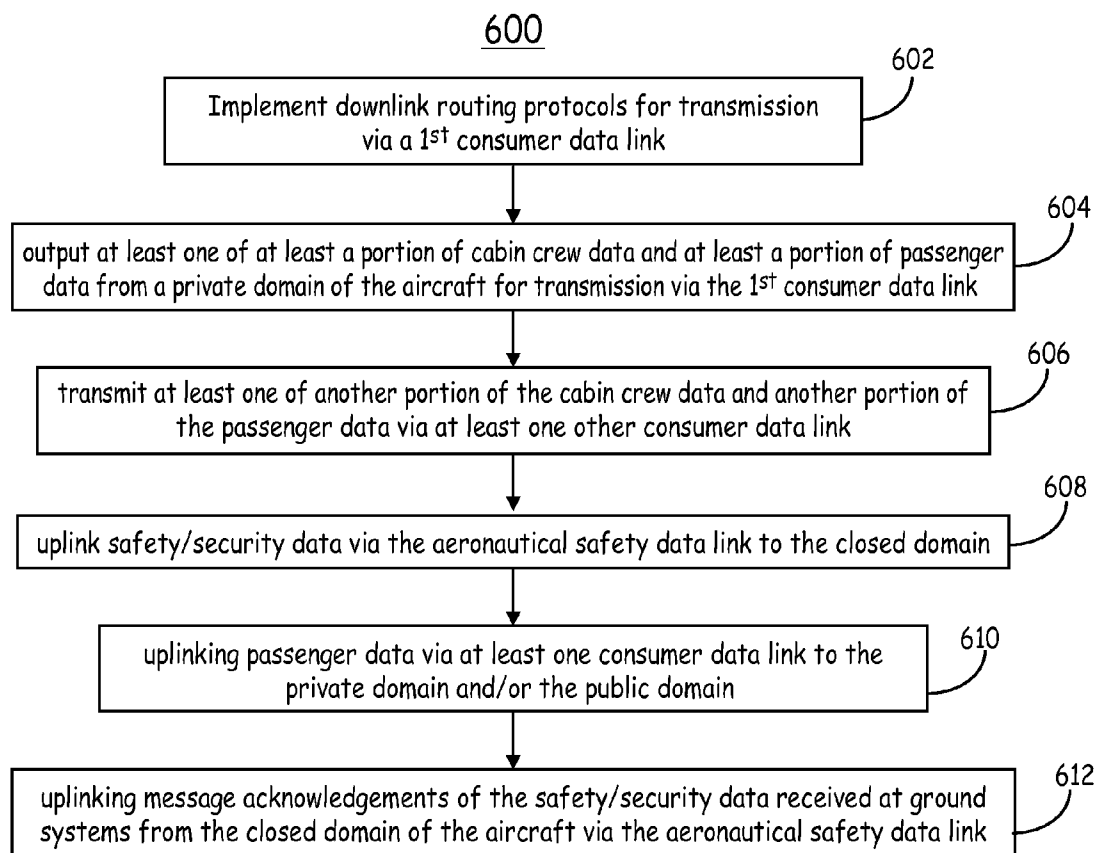 600
602
Implement downlink routing protocols for transmission
via a 1st consumer data link
604
output at least one of at least a portion of cabin crew data and at least a portion of passenger
data from a private domain of the aircraft for transmission via the 1st consumer data link
606
transmit at least one of another portion of the cabin crew data and another portion of
the passenger data via at least one other consumer data link
608
uplink safety/security data via the aeronautical safety data link to the closed domain
610
uplinking passenger data via at least one consumer data link to the
private domain and/or the public domain
612
uplinking message acknowledgements of the safety/security data received at ground
systems from the closed domain of the aircraft via the aeronautical safety data link